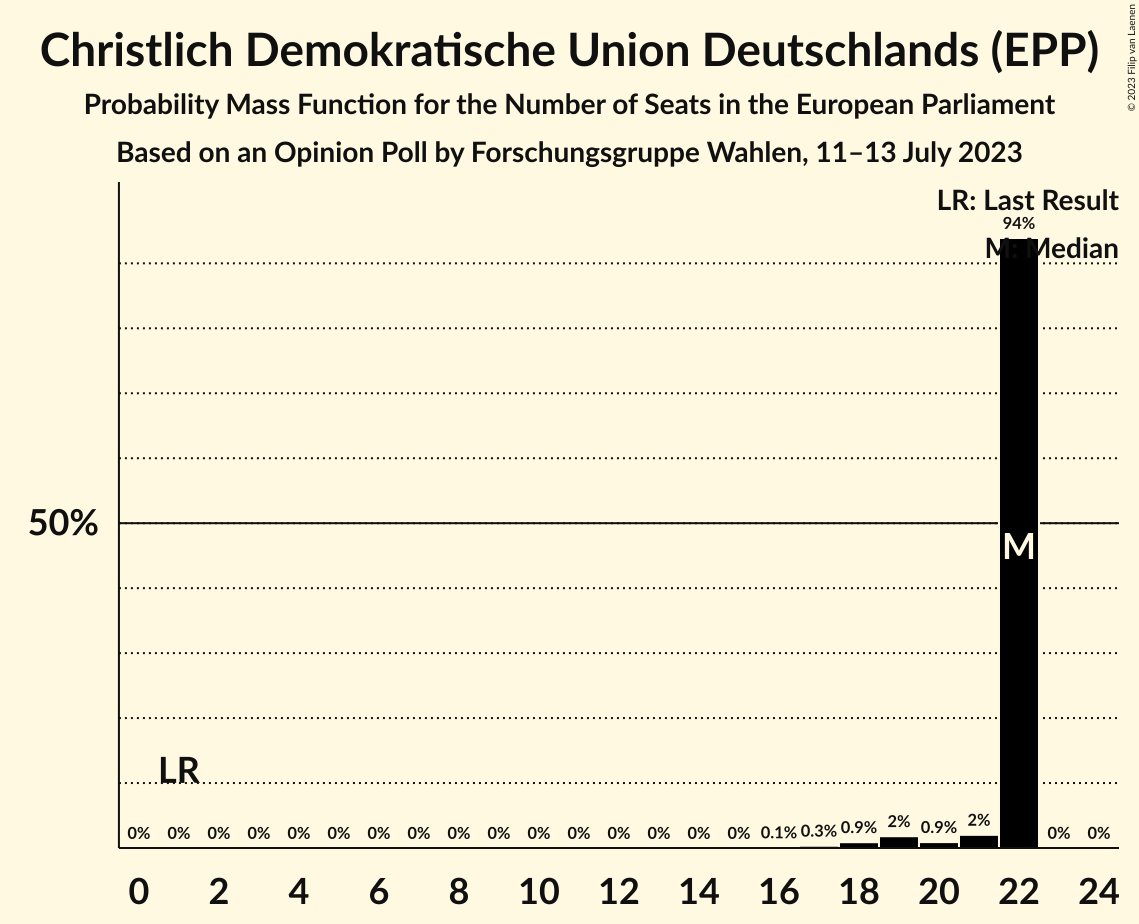 Christlich Demokratische Union Deutschlands (EPP)
Probability Mass Function for the Number of Seats in the European Parliament
Based on an Opinion Poll by Forschungsgruppe Wahlen, 11–13 July 2023
© 2023 Filip van Laenen
LR: Last Result
94%
M: Median
50%
M
LR
0% 0% 0% 0% 0% 0% 0% 0% 0% 0% 0% 0% 0% 0% 0% 0% 0.1% 0.3% 0.9% 2% 0.9% 2% 0% 0%
0 2 4 6 8 10 12 14 16 18 20 22 24